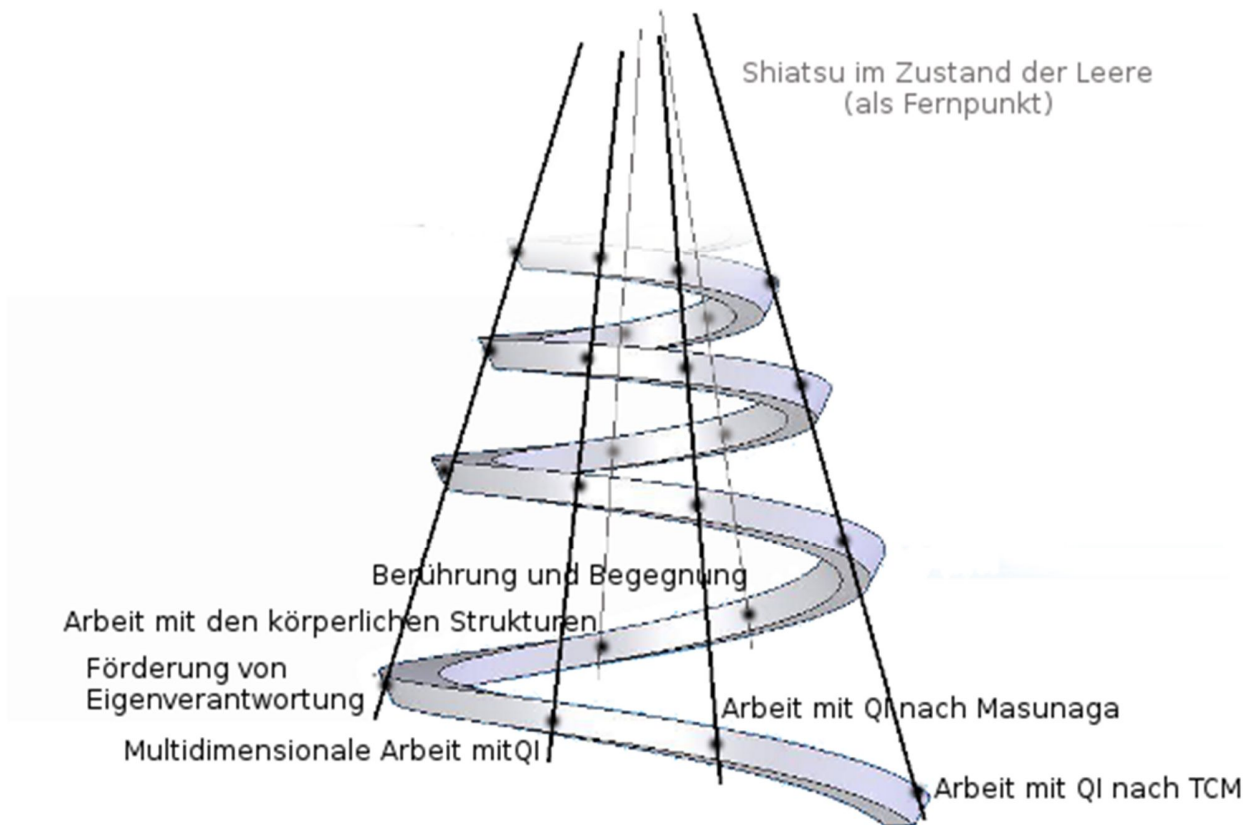 Shiatsu im Zustand der Leere
(als Fernpunkt)
Berührung und Begegnung
Arbeit mit den körperlichen Strukturen
Förderung von
Eigenverantwortung
Arbeit mit QI nach Masunaga
Multidimensionale Arbeit mitQI
Arbeit mit QI nach TCM